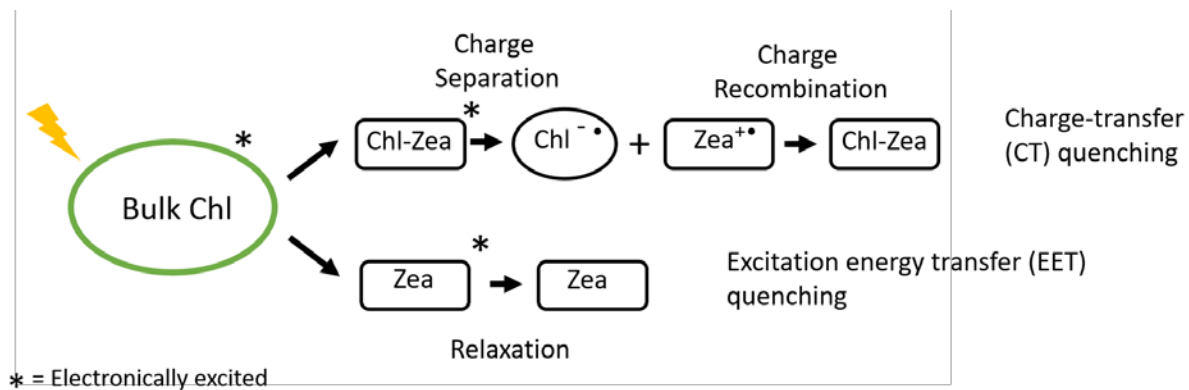 Charge
Separation
Charge
Recombination
*
Bulk Chl
Chl-Zea
*
Chl⁻•
+
Zea⁺•
Chl-Zea
Charge-transfer
(CT) quenching
Zea
*
Zea
Excitation energy transfer (EET)
quenching
Relaxation
* = Electronically excited